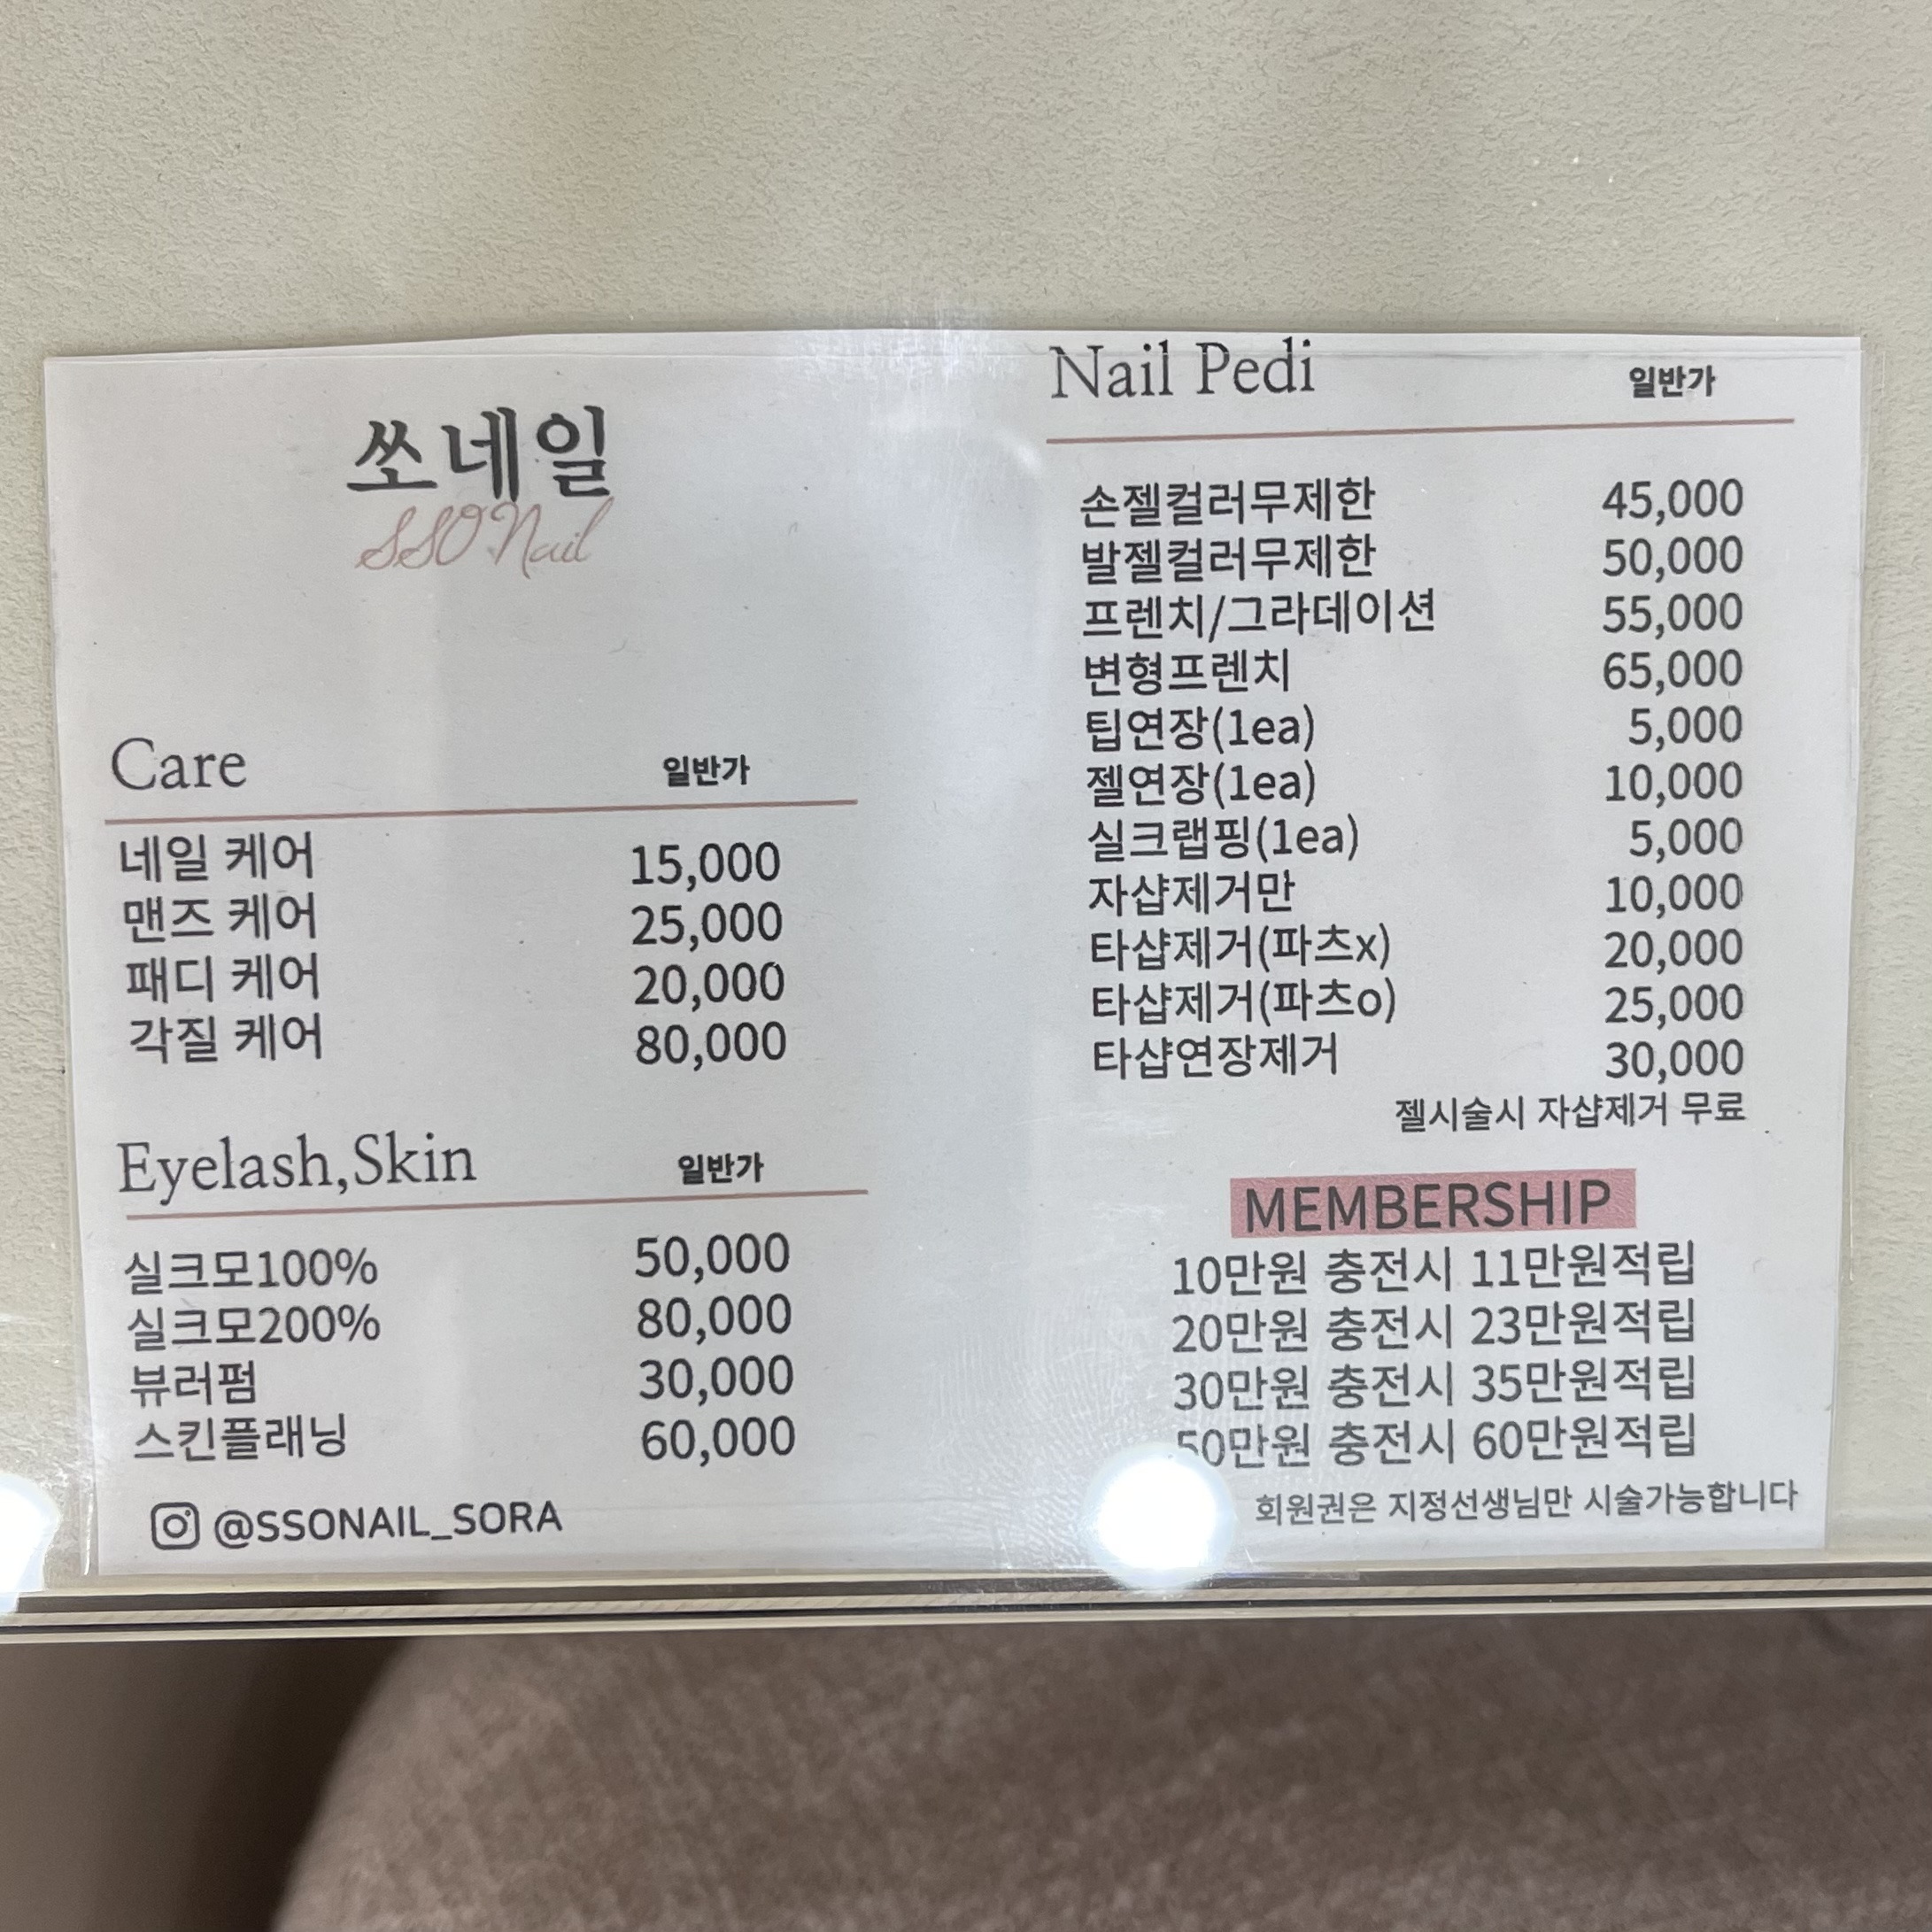 쏘네일
SSO Nail
Care 일반가
네일 케어 15,000
맨즈 케어 25,000
패디 케어 20,000
각질 케어 80,000
Eyelash,Skin 일반가
실크모100% 50,000
실크모200% 80,000
뷰러펌 30,000
스킨플래닝 60,000
@SSONAIL_SORA
Nail Pedi 일반가
손젤컬러무제한 45,000
발젤컬러무제한 50,000
프렌치/그라데이션 55,000
변형프렌치 65,000
팁연장(1ea) 5,000
젤연장(1ea) 10,000
실크랩핑(1ea) 5,000
자샵제거만 10,000
타샵제거(파츠x) 20,000
타샵제거(파츠o) 25,000
타샵연장제거 30,000
젤시술시 자샵제거 무료
MEMBERSHIP
10만원 충전시 11만원적립
20만원 충전시 23만원적립
30만원 충전시 35만원적립
50만원 충전시 60만원적립
회원권은 지정선생님만 시술가능합니다